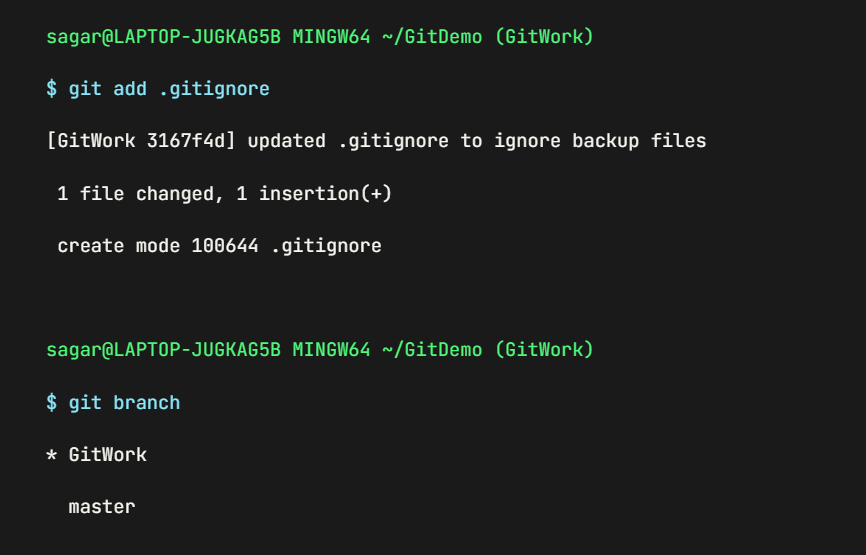 sagar@LAPTOP-JUGKAG5B MINGW64 ~/GitDemo (GitWork)
$ git add .gitignore
[GitWork 3167f4d] updated .gitignore to ignore backup files
1 file changed, 1 insertion(+)
create mode 100644 .gitignore
sagar@LAPTOP-JUGKAG5B MINGW64 ~/GitDemo (GitWork)
$ git branch
* GitWork
master